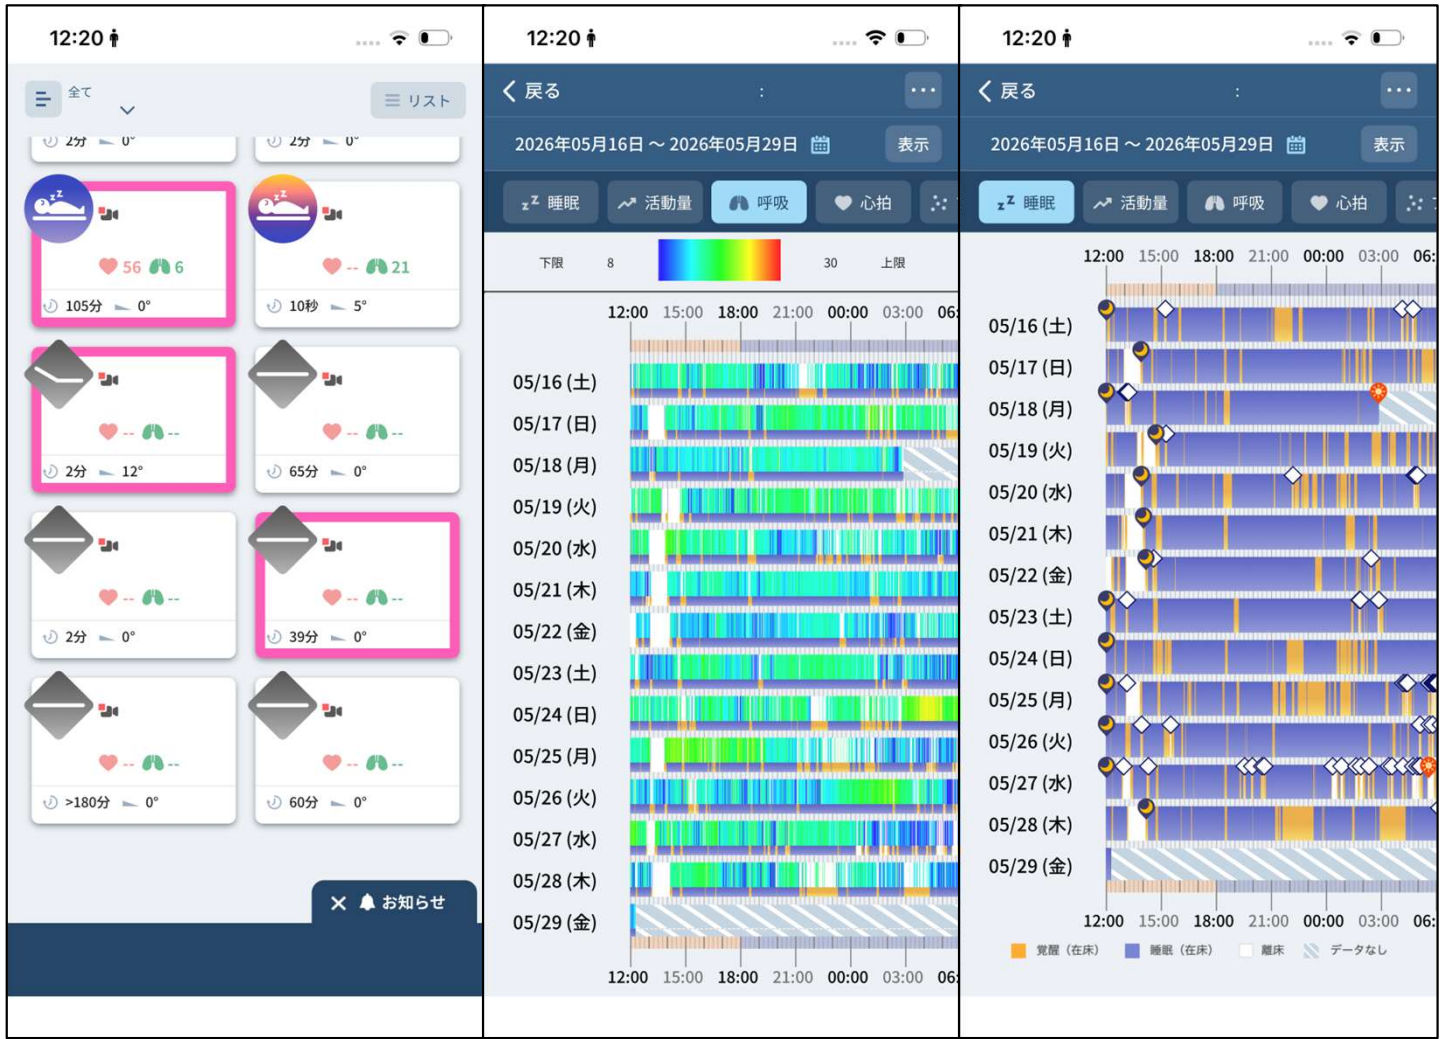 12:20
全て
リスト
2分 0°
2分 0°
zz
56 6
105分 0°
zz
-- 21
10秒 5°
-- --
2分 12°
-- --
65分 0°
-- --
2分 0°
-- --
39分 0°
-- --
>180分 0°
-- --
60分 0°
× お知らせ
12:20
戻る
:
...
2026年05月16日 ~ 2026年05月29日
表示
zZ 睡眠
活動量
呼吸
心拍
下限 8 30 上限
12:00 15:00 18:00 21:00 00:00 03:00 06:
05/16 (土)
05/17 (日)
05/18 (月)
05/19 (火)
05/20 (水)
05/21 (木)
05/22 (金)
05/23 (土)
05/24 (日)
05/25 (月)
05/26 (火)
05/27 (水)
05/28 (木)
05/29 (金)
12:00 15:00 18:00 21:00 00:00 03:00 06:
12:20
戻る
:
...
2026年05月16日 ~ 2026年05月29日
表示
zZ 睡眠
活動量
呼吸
心拍
12:00 15:00 18:00 21:00 00:00 03:00 06:
05/16 (土)
05/17 (日)
05/18 (月)
05/19 (火)
05/20 (水)
05/21 (木)
05/22 (金)
05/23 (土)
05/24 (日)
05/25 (月)
05/26 (火)
05/27 (水)
05/28 (木)
05/29 (金)
12:00 15:00 18:00 21:00 00:00 03:00 06:
覚醒（在床） 睡眠（在床） 離床 データなし